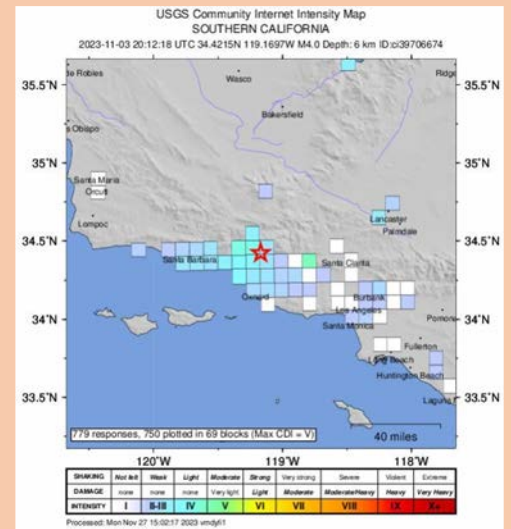 USGS Community Internet Intensity Map
SOUTHERN CALIFORNIA
2023-11-03 20:12:18 UTC 34.4215N 119.1697W M4.0 Depth: 6 km ID:ci39706674
35.5°N
35.5°N
Robles
Wasco
Ridge
Bakersfield
Obispo
35°N
35°N
Santa Maria
Orcutt
Lompoc
Lancaster
Palmdale
34.5°N
34.5°N
Santa Barbara
Santa Clarita
Oxnard
Burbank
34°N
Los Angeles
34°N
Santa Monica
Pomon
Fullerton
Long Beach
Huntington Beach
33.5°N
Laguna
33.5°N
779 responses, 750 plotted in 69 blocks (Max CDI = V)
40 miles
120°W 119°W 118°W
SHAKING Not felt Weak Light Moderate Strong Very strong Severe Violent Extreme
DAMAGE none none none Very light Light Moderate Moderate/Heavy Heavy Very Heavy
INTENSITY I II-III IV V VI VII VIII IX X+
Processed: Mon Nov 27 15:02:17 2023 vmdyfi1